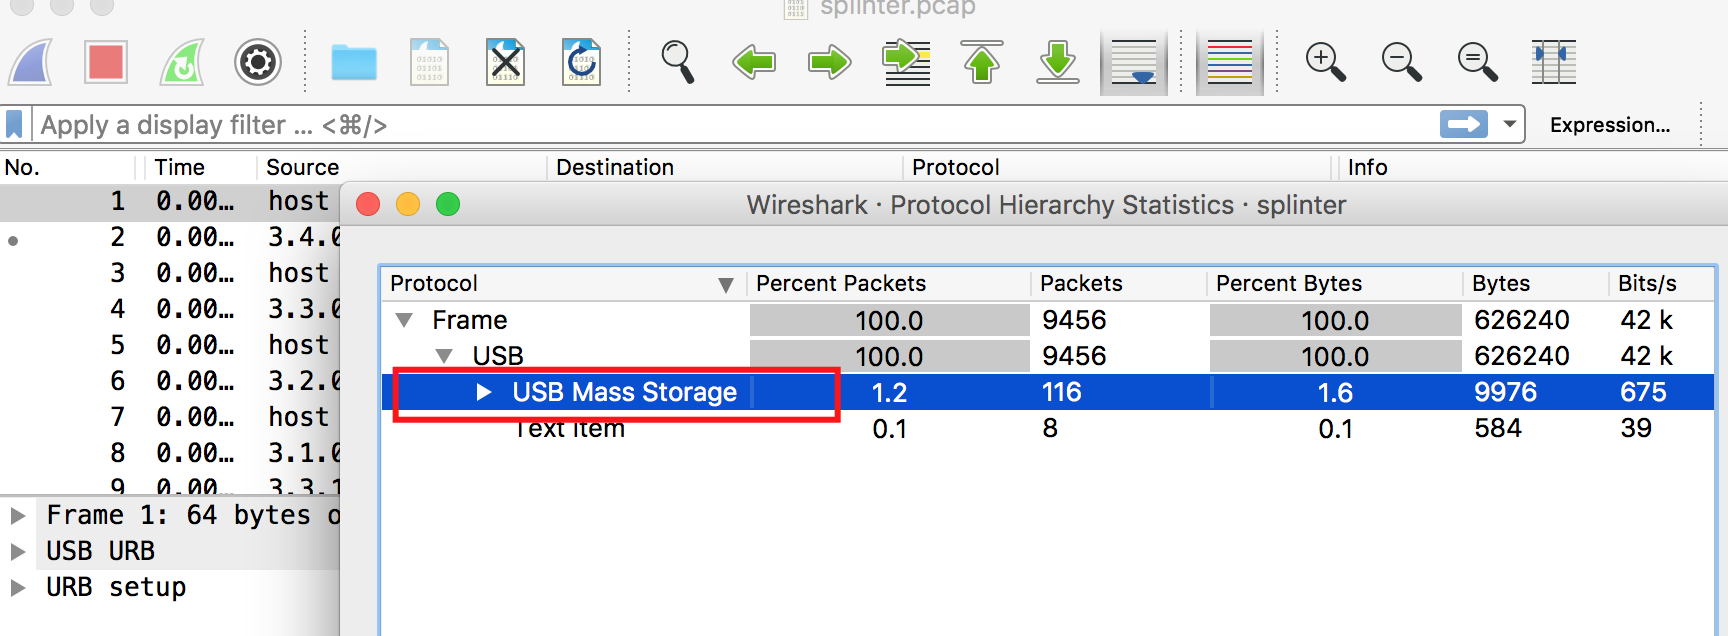 splinter.pcap
Apply a display filter ... <⌘/>
Expression...
No. Time Source Destination Protocol Info
1 0.00... host
2 0.00... 3.4.0
3 0.00... host
4 0.00... 3.3.0
5 0.00... host
6 0.00... 3.2.0
7 0.00... host
8 0.00... 3.1.0
9 0.00... 3.3.1
Frame 1: 64 bytes o
USB URB
URB setup
Wireshark · Protocol Hierarchy Statistics · splinter
Protocol Percent Packets Packets Percent Bytes Bytes Bits/s
Frame 100.0 9456 100.0 626240 42 k
USB 100.0 9456 100.0 626240 42 k
USB Mass Storage 1.2 116 1.6 9976 675
Text item 0.1 8 0.1 584 39